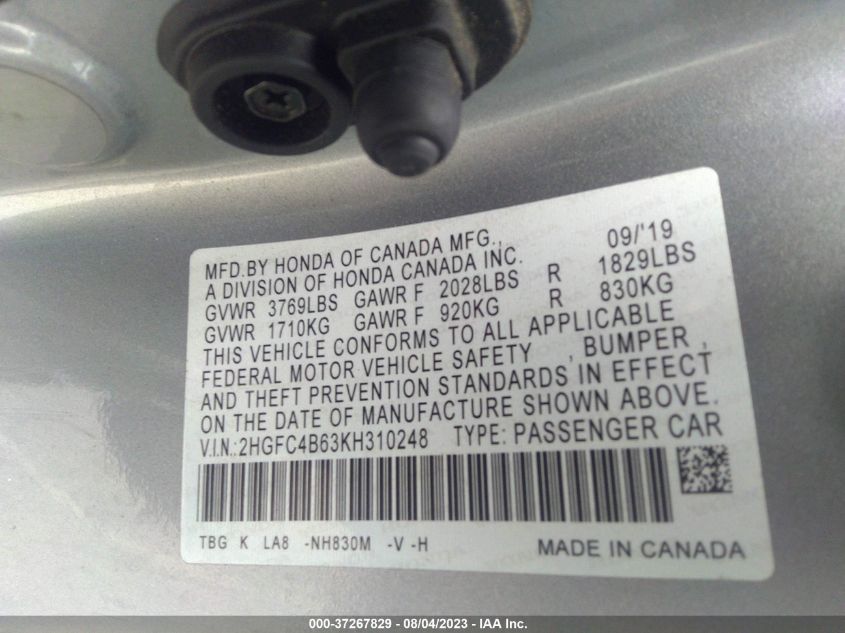 MFD.BY HONDA OF CANADA MFG., 09/'19
A DIVISION OF HONDA CANADA INC.
GVWR 3769LBS GAWR F 2028LBS R 1829LBS
GVWR 1710KG GAWR F 920KG R 830KG
THIS VEHICLE CONFORMS TO ALL APPLICABLE
FEDERAL MOTOR VEHICLE SAFETY , BUMPER ,
AND THEFT PREVENTION STANDARDS IN EFFECT
ON THE DATE OF MANUFACTURE SHOWN ABOVE.
V.I.N.:2HGFC4B63KH310248 TYPE: PASSENGER CAR
TBG K LA8 -NH830M -V -H MADE IN CANADA
000-37267829 - 08/04/2023 - IAA Inc.